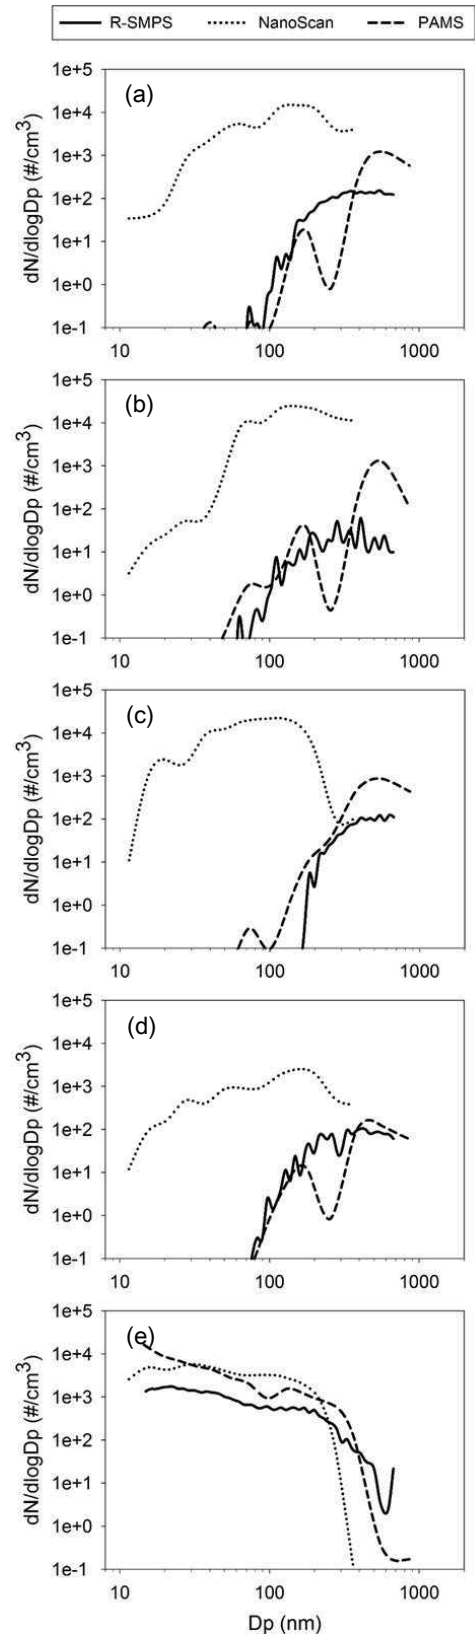 R-SMPS NanoScan PAMS
(a)
dN/dlogDp (#/cm³)
1e+5
1e+4
1e+3
1e+2
1e+1
1e+0
1e-1
10 100 1000
(b)
dN/dlogDp (#/cm³)
1e+5
1e+4
1e+3
1e+2
1e+1
1e+0
1e-1
10 100 1000
(c)
dN/dlogDp (#/cm³)
1e+5
1e+4
1e+3
1e+2
1e+1
1e+0
1e-1
10 100 1000
(d)
dN/dlogDp (#/cm³)
1e+5
1e+4
1e+3
1e+2
1e+1
1e+0
1e-1
10 100 1000
(e)
dN/dlogDp (#/cm³)
1e+5
1e+4
1e+3
1e+2
1e+1
1e+0
1e-1
10 100 1000
Dp (nm)